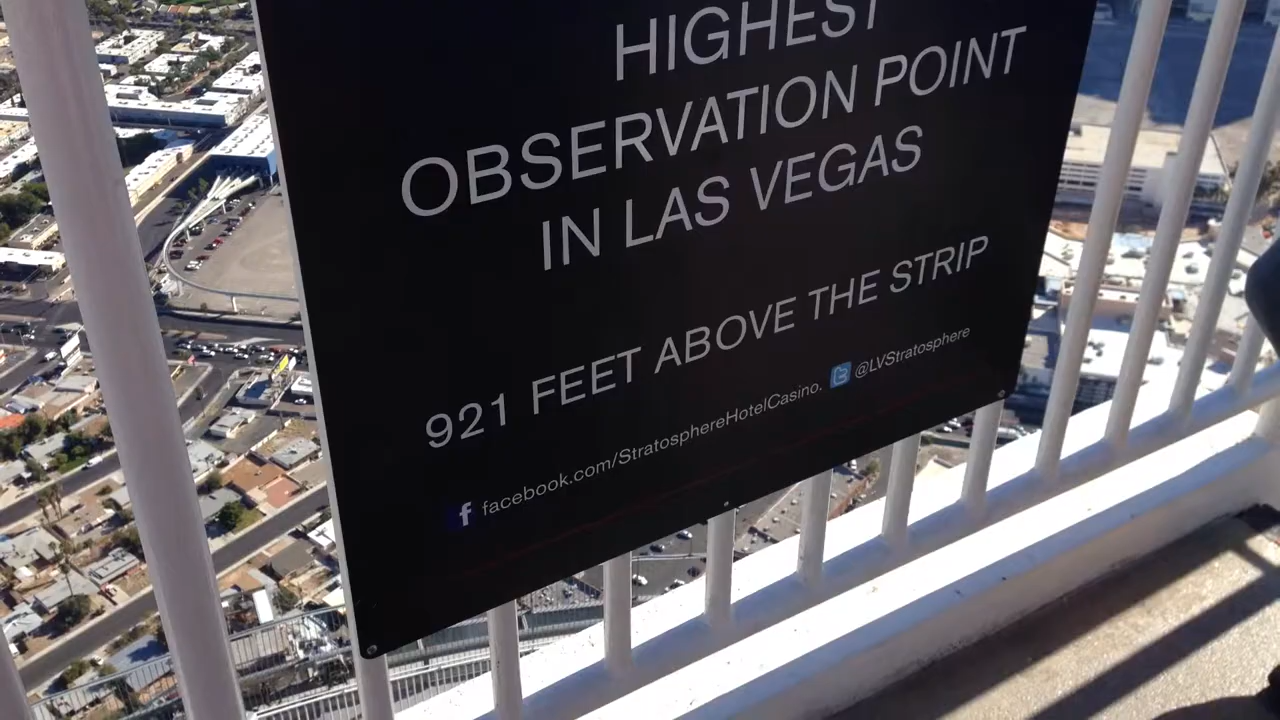 HIGHEST
OBSERVATION POINT
IN LAS VEGAS
921 FEET ABOVE THE STRIP
facebook.com/StratosphereHotelCasino. @LVStratosphere